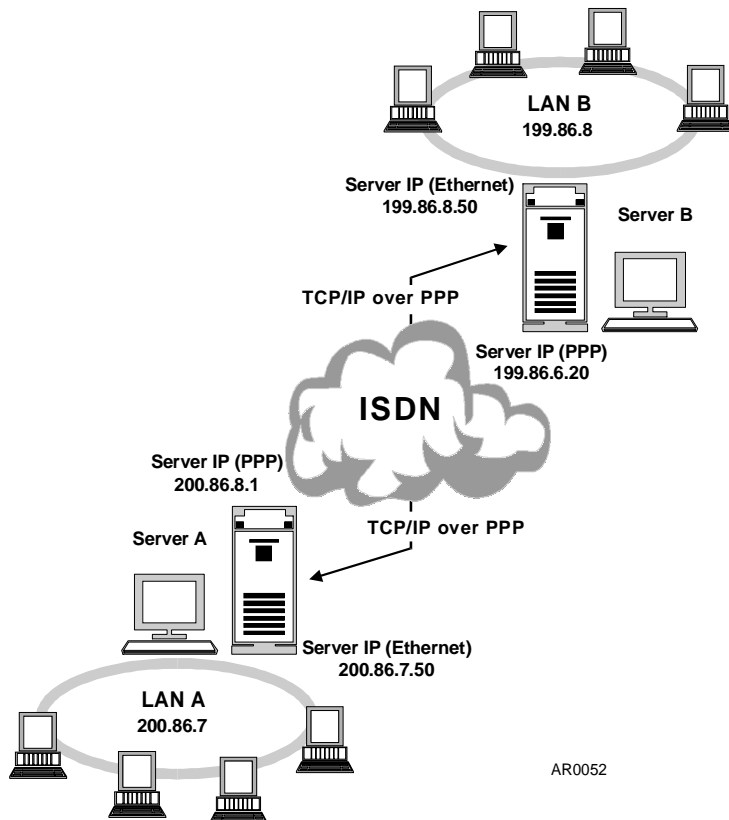 LAN B
199.86.8
Server IP (Ethernet)
199.86.8.50
Server B
TCP/IP over PPP
Server IP (PPP)
199.86.6.20
ISDN
Server IP (PPP)
200.86.8.1
TCP/IP over PPP
Server A
Server IP (Ethernet)
200.86.7.50
LAN A
200.86.7
AR0052